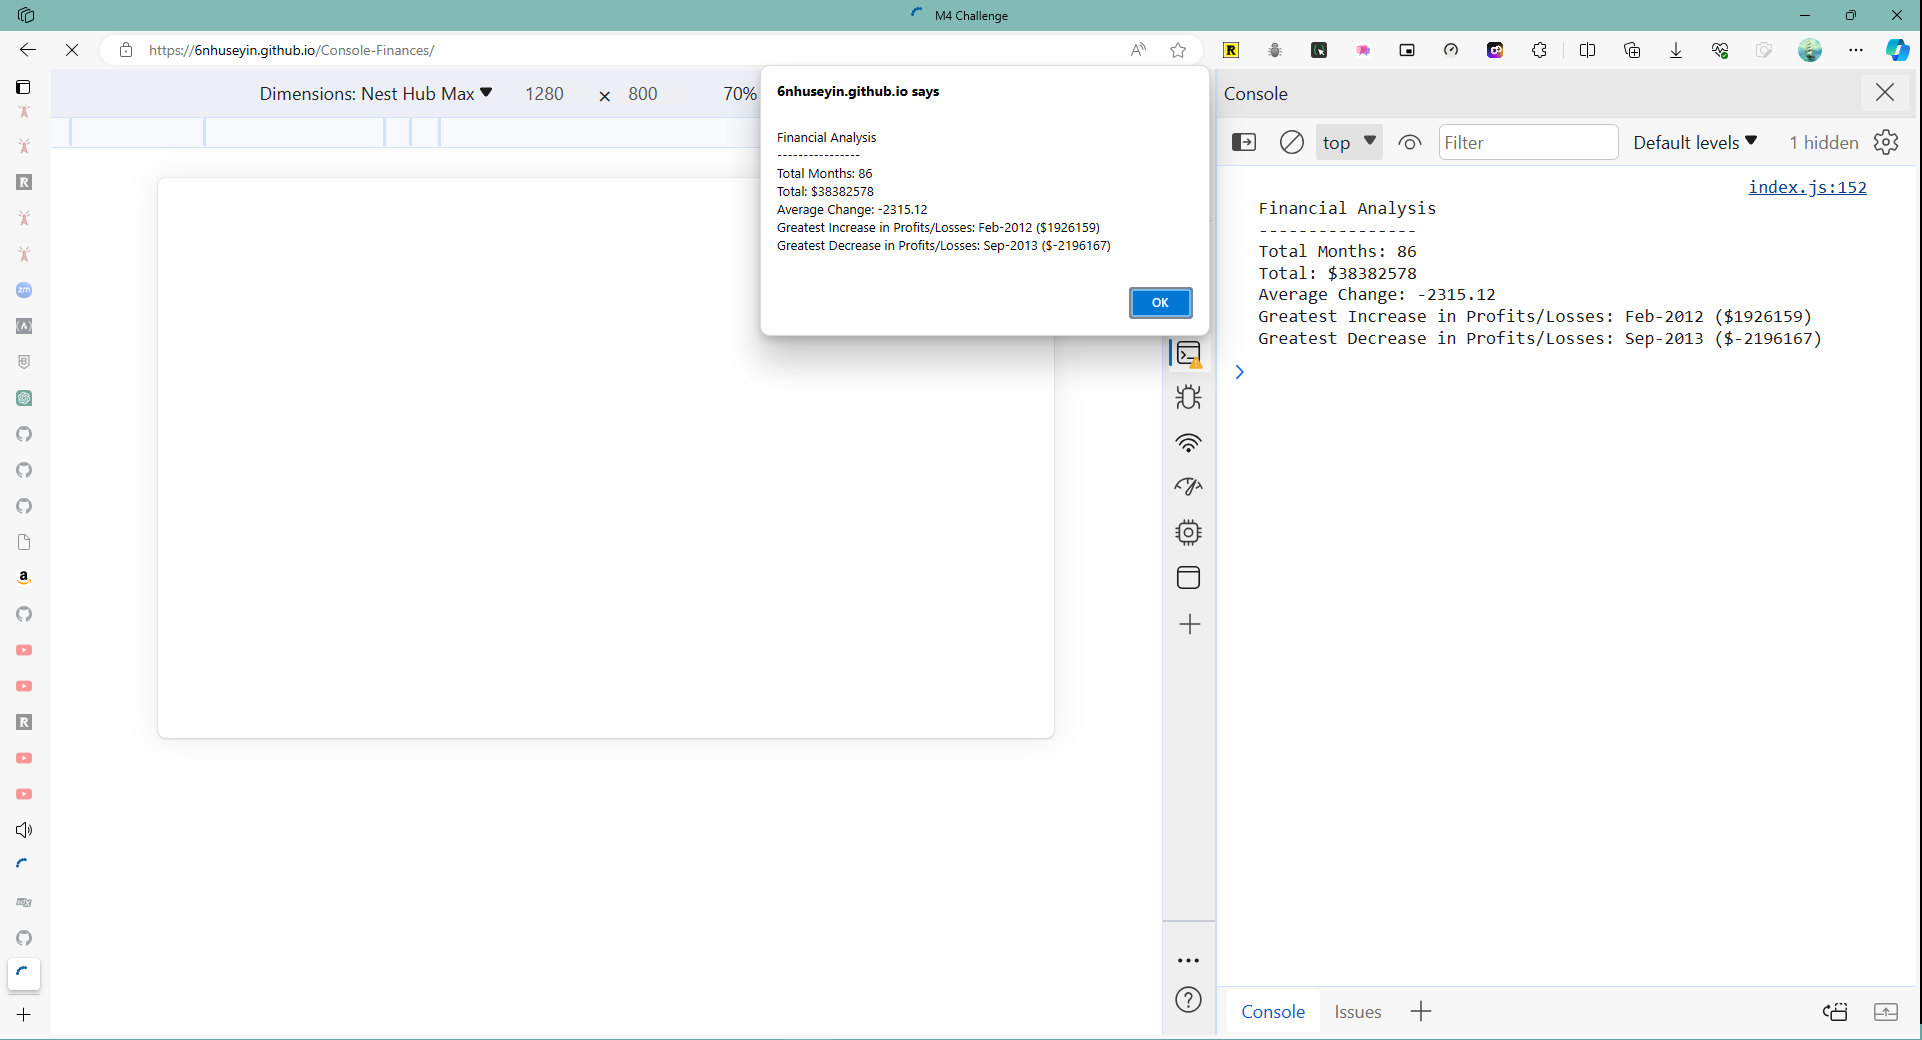 M4 Challenge
https://6nhuseyin.github.io/Console-Finances/
Dimensions: Nest Hub Max
1280
×
800
70%
6nhuseyin.github.io says
Financial Analysis
----------------
Total Months: 86
Total: $38382578
Average Change: -2315.12
Greatest Increase in Profits/Losses: Feb-2012 ($1926159)
Greatest Decrease in Profits/Losses: Sep-2013 ($-2196167)
OK
Console
top
Filter
Default levels
1 hidden
index.js:152
Financial Analysis
----------------
Total Months: 86
Total: $38382578
Average Change: -2315.12
Greatest Increase in Profits/Losses: Feb-2012 ($1926159)
Greatest Decrease in Profits/Losses: Sep-2013 ($-2196167)
R
R
zm
a
R
Console
Issues